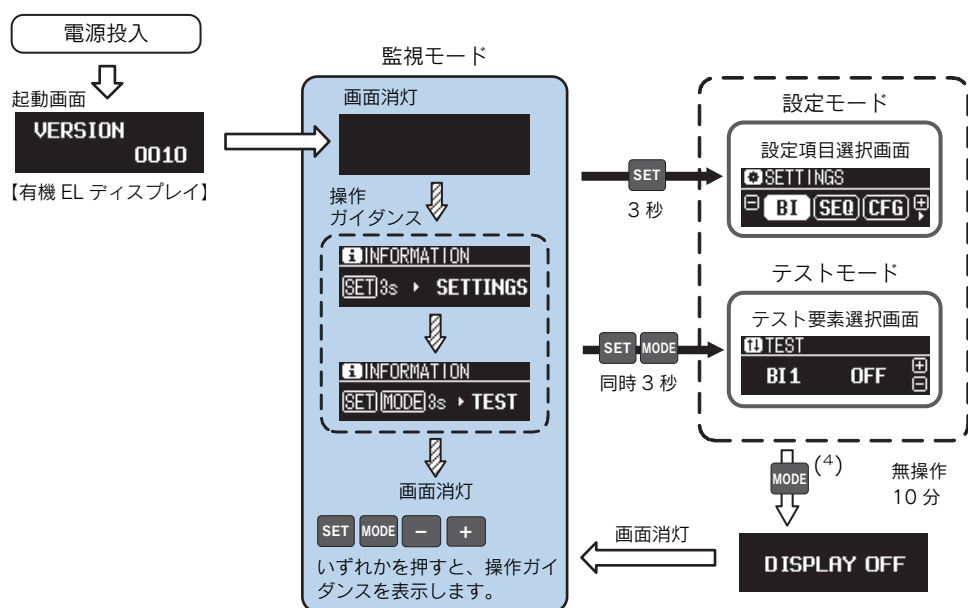 電源投入
起動画面
VERSION
0010
【有機 EL ディスプレイ】
監視モード
画面消灯
操作
ガイダンス
i INFORMATION
SET 3s ▸ SETTINGS
i INFORMATION
SET MODE 3s ▸ TEST
画面消灯
SET MODE − +
いずれかを押すと、操作ガイ
ダンスを表示します。
SET
3 秒
SET MODE
同時 3 秒
設定モード
設定項目選択画面
SETTINGS
− BI SEQ CFG +
テストモード
テスト要素選択画面
TEST
BI1 OFF + −
MODE (4)
無操作
10 分
画面消灯
DISPLAY OFF